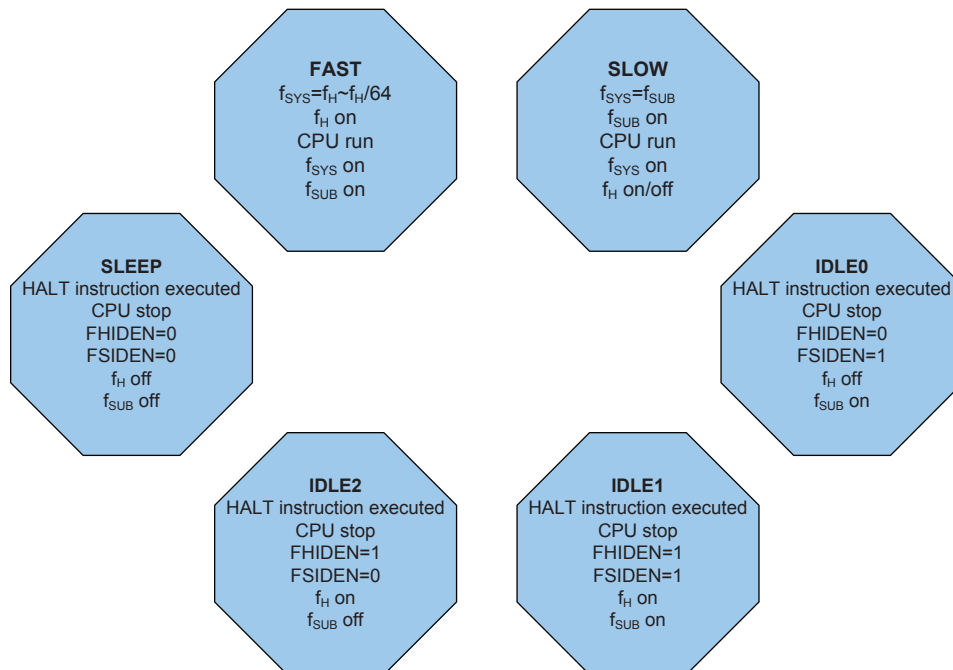 FAST
fSYS=fH~fH/64
fH on
CPU run
fSYS on
fSUB on
SLOW
fSYS=fSUB
fSUB on
CPU run
fSYS on
fH on/off
SLEEP
HALT instruction executed
CPU stop
FHIDEN=0
FSIDEN=0
fH off
fSUB off
IDLE0
HALT instruction executed
CPU stop
FHIDEN=0
FSIDEN=1
fH off
fSUB on
IDLE2
HALT instruction executed
CPU stop
FHIDEN=1
FSIDEN=0
fH on
fSUB off
IDLE1
HALT instruction executed
CPU stop
FHIDEN=1
FSIDEN=1
fH on
fSUB on